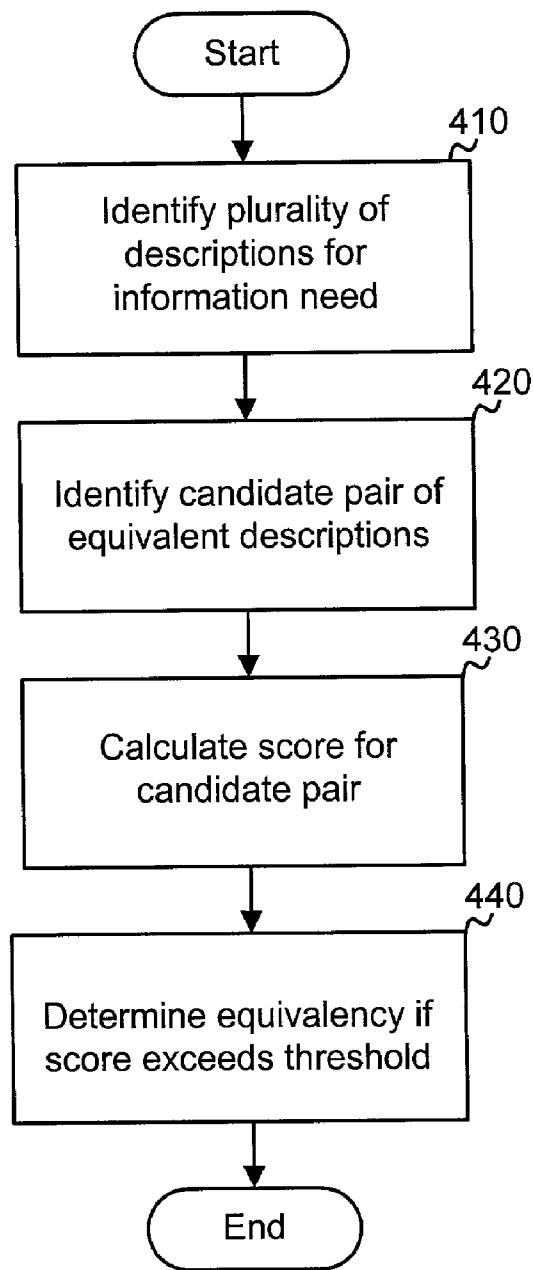 Start
410
Identify plurality of
descriptions for
information need
420
Identify candidate pair of
equivalent descriptions
430
Calculate score for
candidate pair
440
Determine equivalency if
score exceeds threshold
End